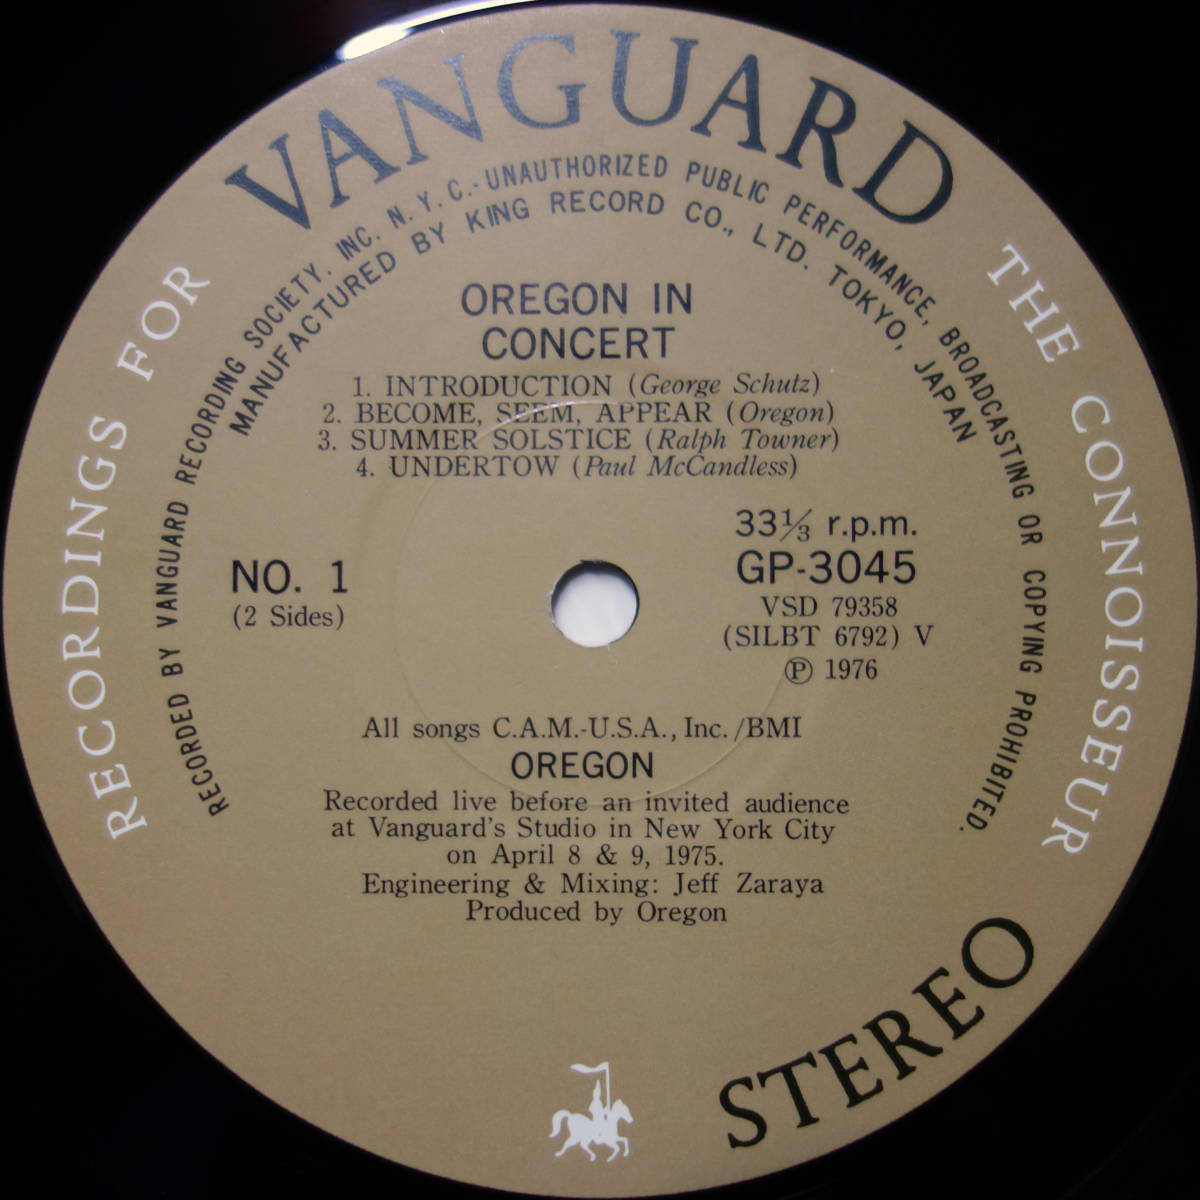 VANGUARD
RECORDINGS FOR THE CONNOISSEUR
RECORDED BY VANGUARD RECORDING SOCIETY. INC. N. Y. C.·UNAUTHORIZED PUBLIC PERFORMANCE, BROADCASTING OR COPYING PROHIBITED.
MANUFACTURED BY KING RECORD CO., LTD. TOKYO, JAPAN
OREGON IN
CONCERT
1. INTRODUCTION (George Schutz)
2. BECOME, SEEM, APPEAR (Oregon)
3. SUMMER SOLSTICE (Ralph Towner)
4. UNDERTOW (Paul McCandless)
NO. 1
(2 Sides)
33⅓ r.p.m.
GP-3045
VSD 79358
(SILBT 6792) V
Ⓟ 1976
All songs C.A.M.-U.S.A., Inc. /BMI
OREGON
Recorded live before an invited audience
at Vanguard's Studio in New York City
on April 8 & 9, 1975.
Engineering & Mixing: Jeff Zaraya
Produced by Oregon
STEREO